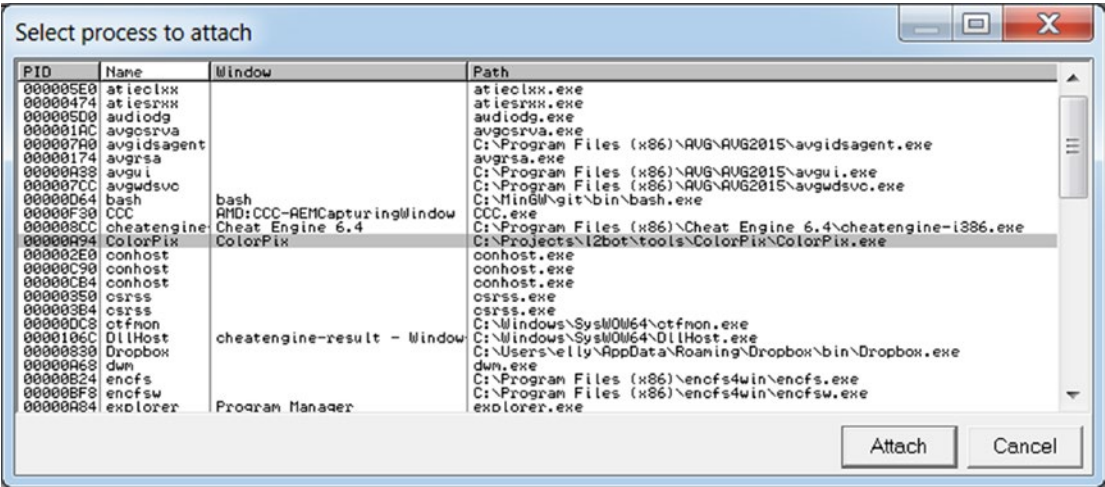 Select process to attach
PID Name Window Path
000005E0 atieclxx atieclxx.exe
00000474 atiesrxx atiesrxx.exe
000005D0 audiodg audiodg.exe
000001AC avgcsrva avgcsrva.exe
000007A0 avgidsagent C:\Program Files (x86)\AVG\AVG2015\avgidsagent.exe
00000174 avgrsa avgrsa.exe
00000A38 avgui C:\Program Files (x86)\AVG\AVG2015\avgui.exe
000007CC avgwdsvc C:\Program Files (x86)\AVG\AVG2015\avgwdsvc.exe
00000D64 bash bash C:\MinGW\git\bin\bash.exe
00000F30 CCC AMD:CCC-AEMCapturingWindow CCC.exe
000008CC cheatengine Cheat Engine 6.4 C:\Program Files (x86)\Cheat Engine 6.4\cheatengine-i386.exe
00000A94 ColorPix ColorPix C:\Projects\l2bot\tools\ColorPix\ColorPix.exe
000002E0 conhost conhost.exe
00000C90 conhost conhost.exe
00000CB4 conhost conhost.exe
00000350 csrss csrss.exe
000003B4 csrss csrss.exe
00000DC8 ctfmon C:\Windows\SysWOW64\ctfmon.exe
0000106C DllHost cheatengine-result - Window C:\Windows\SysWOW64\DllHost.exe
00000830 Dropbox C:\Users\elly\AppData\Roaming\Dropbox\bin\Dropbox.exe
00000A68 dwm dwm.exe
00000B24 encfs C:\Program Files (x86)\encfs4win\encfs.exe
00000BF8 encfsw C:\Program Files (x86)\encfs4win\encfsw.exe
00000A84 explorer Program Manager explorer.exe
Attach Cancel